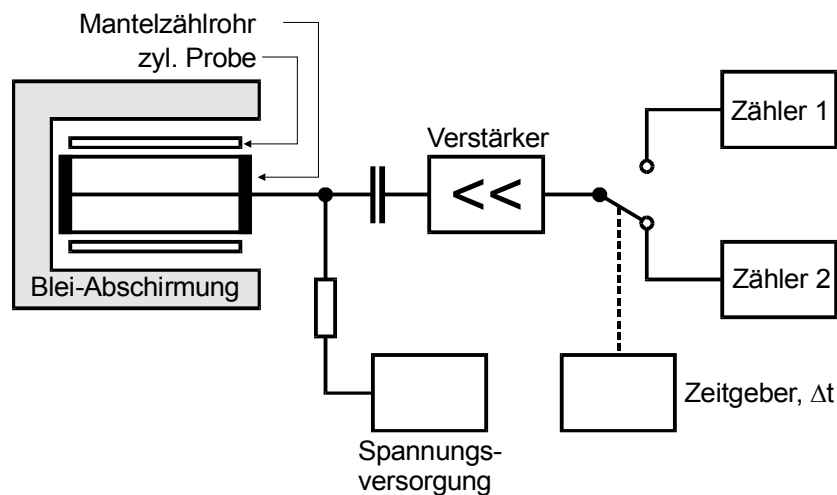 Mantelzählrohr
zyl. Probe
Verstärker
<<
Zähler 1
Blei-Abschirmung
Zähler 2
Zeitgeber, Δt
Spannungs-
versorgung